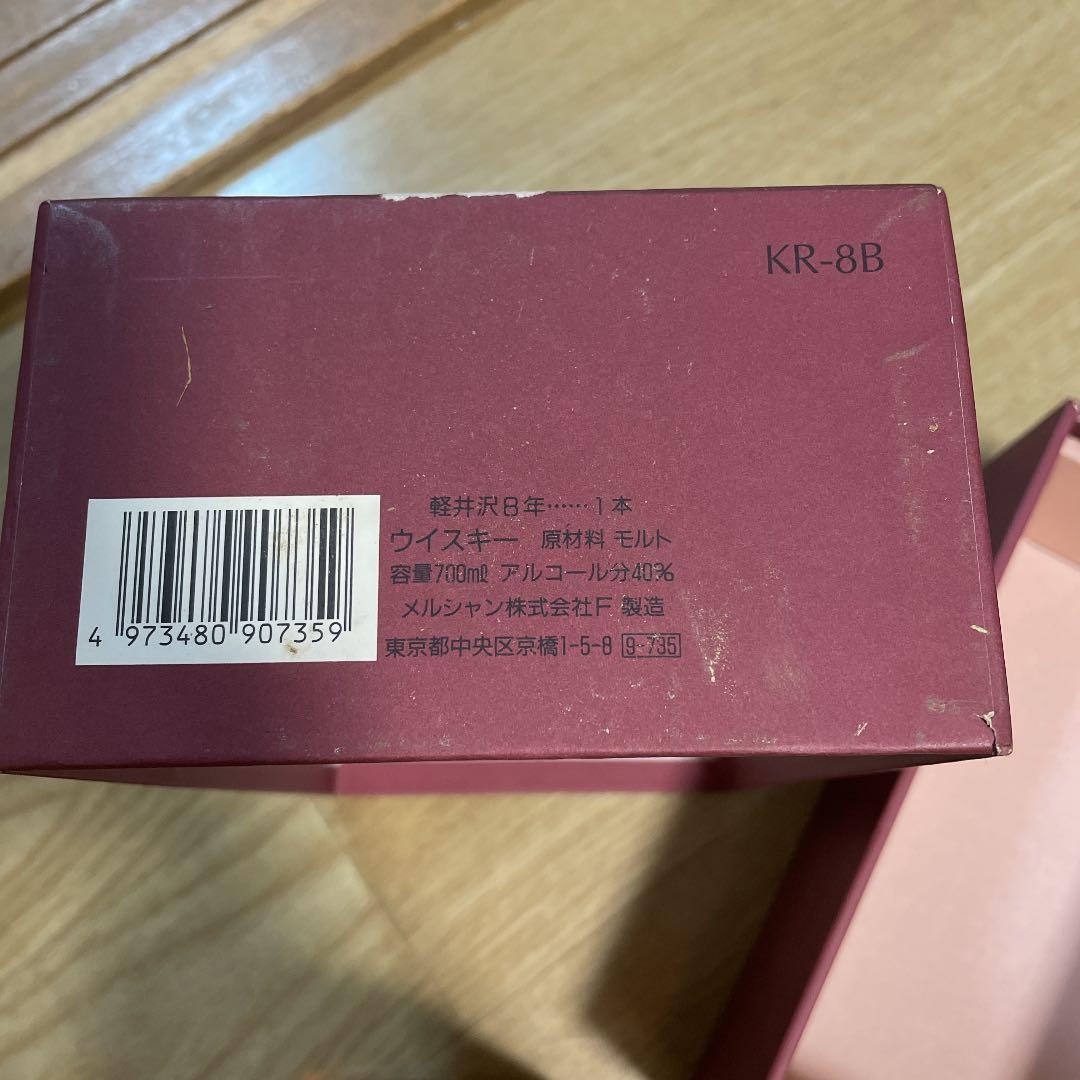 KR-8B
軽井沢8年……1本
ウイスキー 原材料 モルト
容量700mℓ アルコール分40%
メルシャン株式会社F 製造
東京都中央区京橋1-5-8 9-735
4 973480 907359